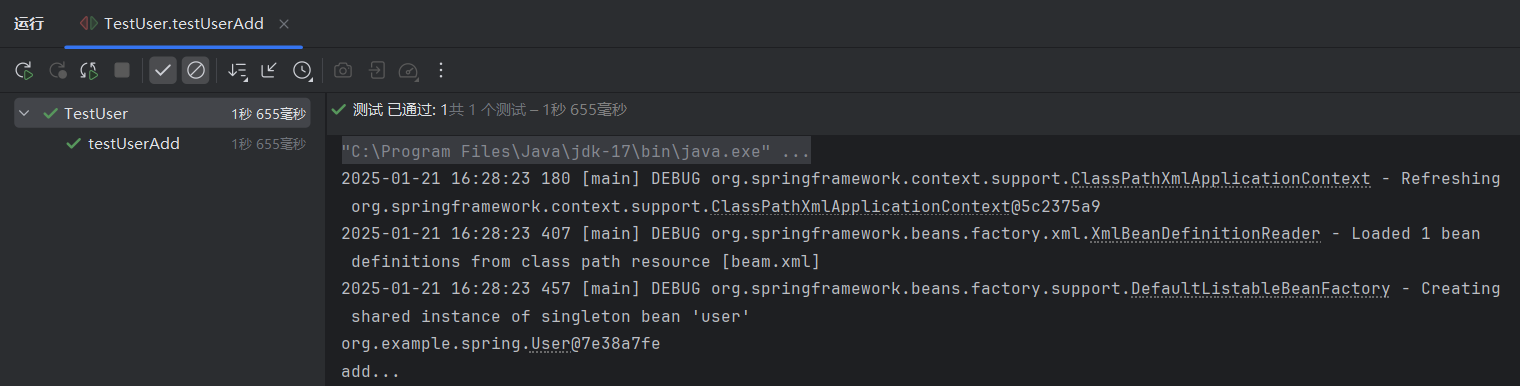 运行
TestUser.testUserAdd
TestUser 1秒 655毫秒
testUserAdd 1秒 655毫秒
测试 已通过: 1共 1 个测试 – 1秒 655毫秒
"C:\Program Files\Java\jdk-17\bin\java.exe" ...
2025-01-21 16:28:23 180 [main] DEBUG org.springframework.context.support.ClassPathXmlApplicationContext - Refreshing
org.springframework.context.support.ClassPathXmlApplicationContext@5c2375a9
2025-01-21 16:28:23 407 [main] DEBUG org.springframework.beans.factory.xml.XmlBeanDefinitionReader - Loaded 1 bean
definitions from class path resource [beam.xml]
2025-01-21 16:28:23 457 [main] DEBUG org.springframework.beans.factory.support.DefaultListableBeanFactory - Creating
shared instance of singleton bean 'user'
org.example.spring.User@7e38a7fe
add...